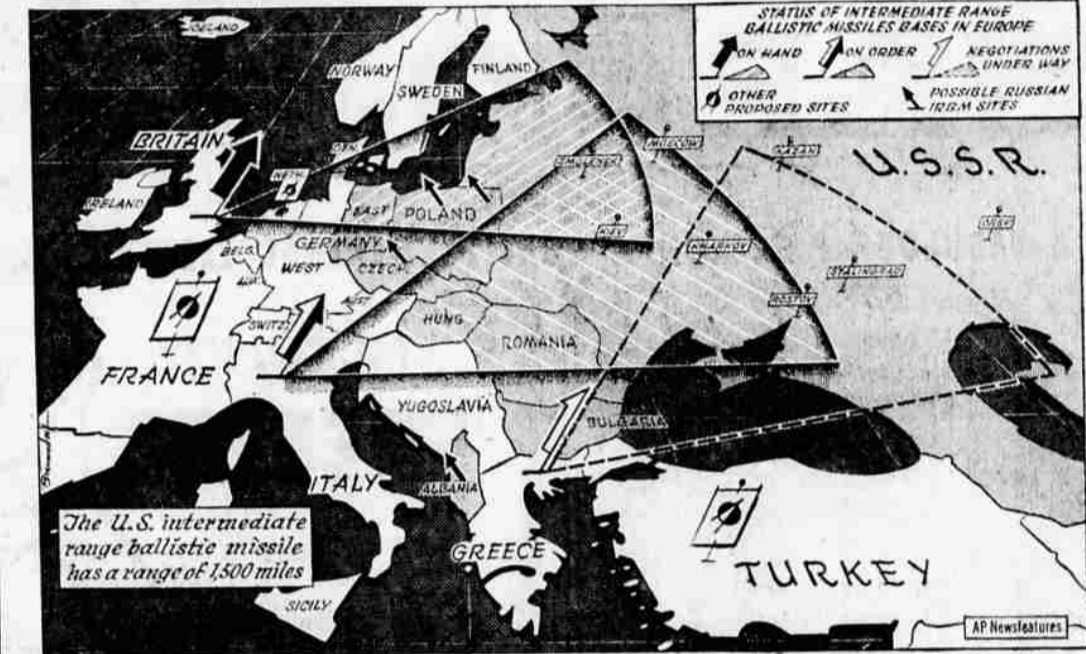 STATUS OF INTERMEDIATE RANGE
BALLISTIC MISSILES BASES IN EUROPE
ON HAND
ON ORDER
NEGOTIATIONS
UNDER WAY
OTHER
PROPOSED SITES
POSSIBLE RUSSIAN
IRBM SITES
ICELAND
NORWAY
SWEDEN
FINLAND
BRITAIN
IRELAND
DEN.
NETH.
EAST
POLAND
SMOLENSK
MOSCOW
KAZAN
U.S.S.R.
ORSK
KIEV
KHARKOV
STALINGRAD
ROSTOV
BELG.
GERMANY
WEST
CZECH.
AUST.
SWITZ.
HUNG.
ROMANIA
FRANCE
YUGOSLAVIA
BULGARIA
ITALY
ALBANIA
GREECE
TURKEY
SICILY
The U.S. intermediate
range ballistic missile
has a range of 1,500 miles
AP Newsfeatures